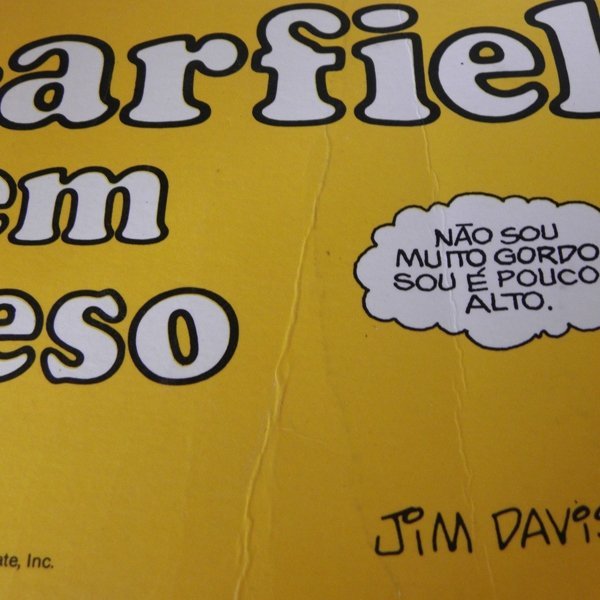 arfiel
em
eso
NÃO SOU
MUITO GORDO
SOU É POUCO
ALTO.
JIM DAVIS
ate, Inc.